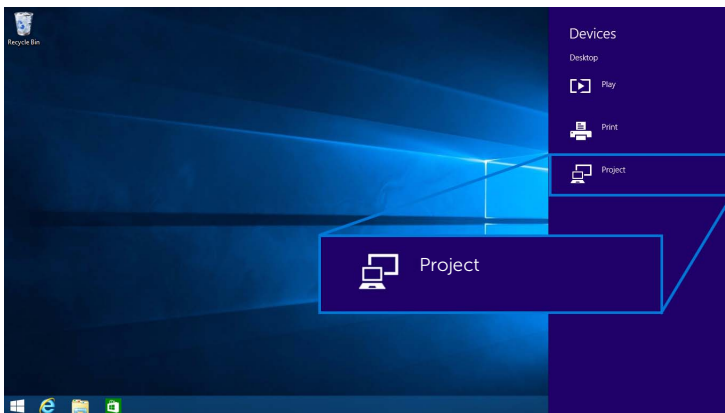 Recycle Bin
Devices
Desktop
Play
Print
Project
Project